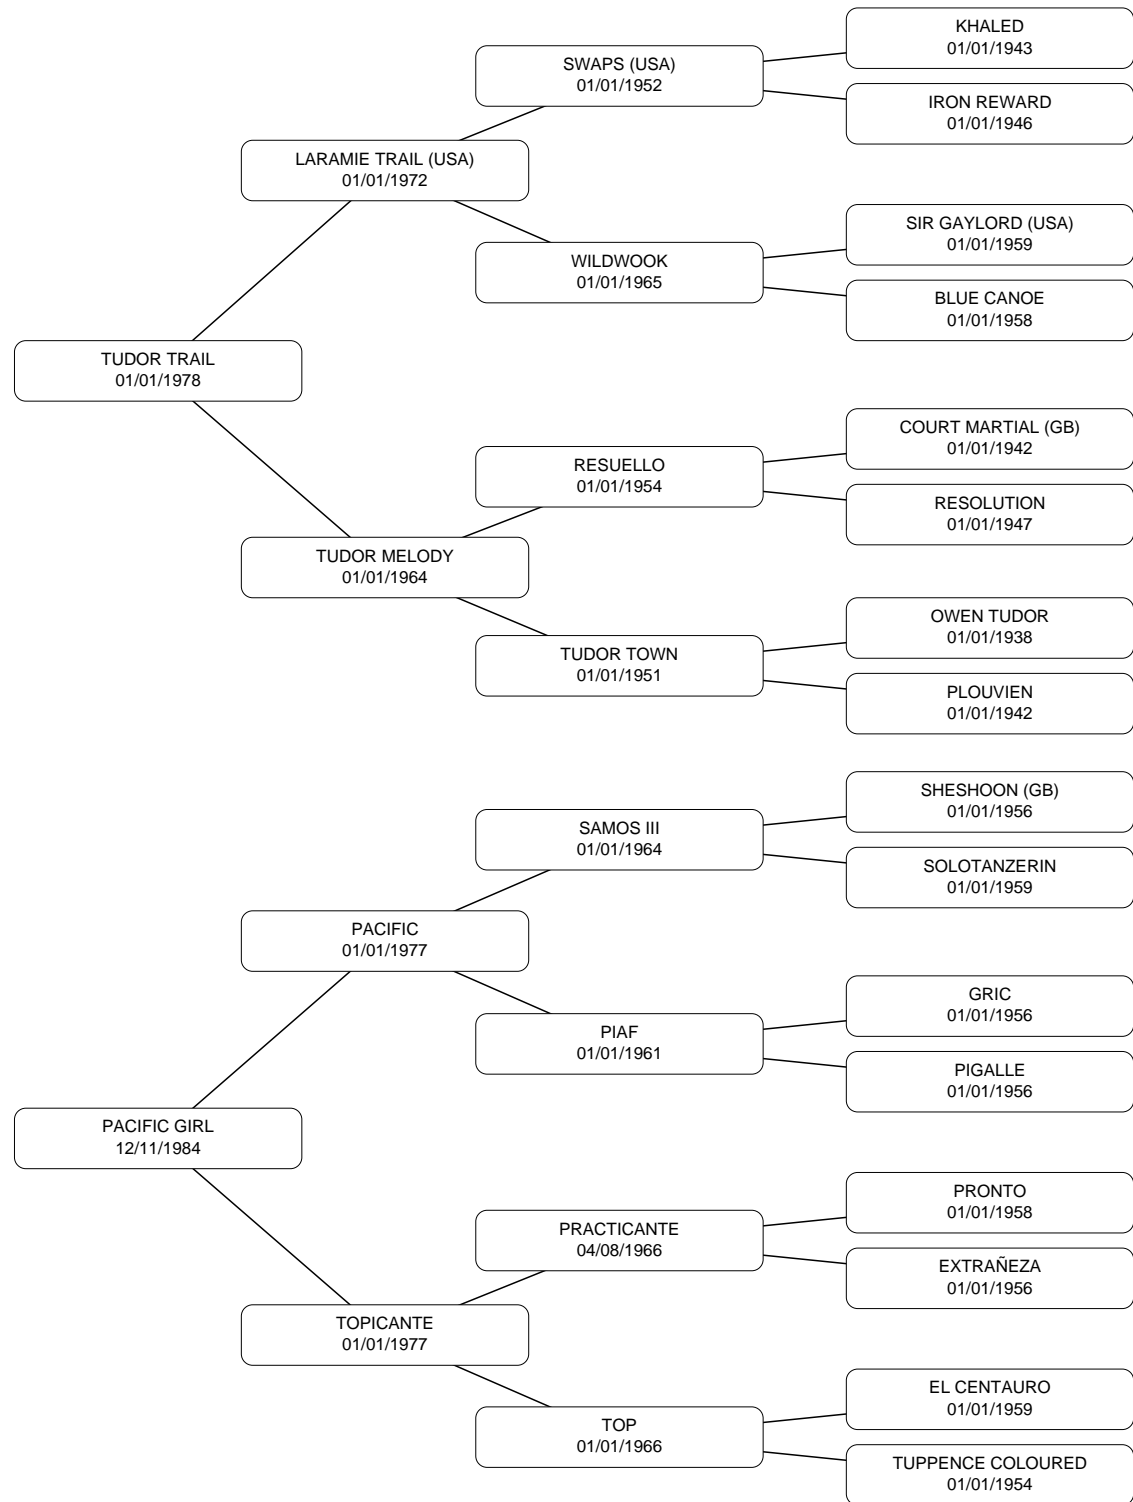 KHALED
01/01/1943
SWAPS (USA)
01/01/1952
IRON REWARD
01/01/1946
LARAMIE TRAIL (USA)
01/01/1972
SIR GAYLORD (USA)
01/01/1959
WILDWOOK
01/01/1965
BLUE CANOE
01/01/1958
TUDOR TRAIL
01/01/1978
COURT MARTIAL (GB)
01/01/1942
RESUELLO
01/01/1954
RESOLUTION
01/01/1947
TUDOR MELODY
01/01/1964
OWEN TUDOR
01/01/1938
TUDOR TOWN
01/01/1951
PLOUVIEN
01/01/1942
SHESHOON (GB)
01/01/1956
SAMOS III
01/01/1964
SOLOTANZERIN
01/01/1959
PACIFIC
01/01/1977
GRIC
01/01/1956
PIAF
01/01/1961
PIGALLE
01/01/1956
PACIFIC GIRL
12/11/1984
PRONTO
01/01/1958
PRACTICANTE
04/08/1966
EXTRAÑEZA
01/01/1956
TOPICANTE
01/01/1977
EL CENTAURO
01/01/1959
TOP
01/01/1966
TUPPENCE COLOURED
01/01/1954